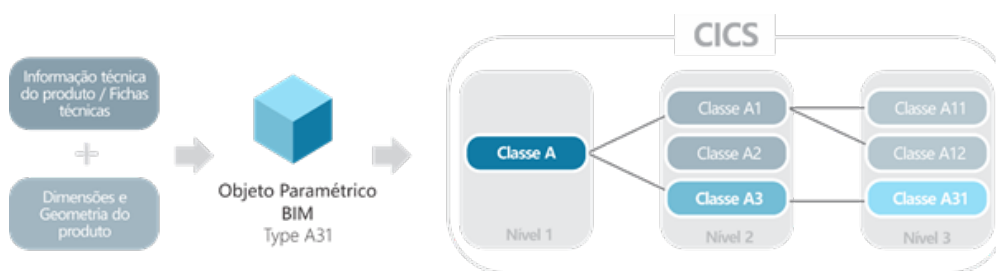 Informação técnica
do produto / Fichas
técnicas
+
Dimensões e
Geometria do
produto
Objeto Paramétrico
BIM
Type A31
CICS
Classe A
Nível 1
Classe A1
Classe A2
Classe A3
Nível 2
Classe A11
Classe A12
Classe A31
Nível 3